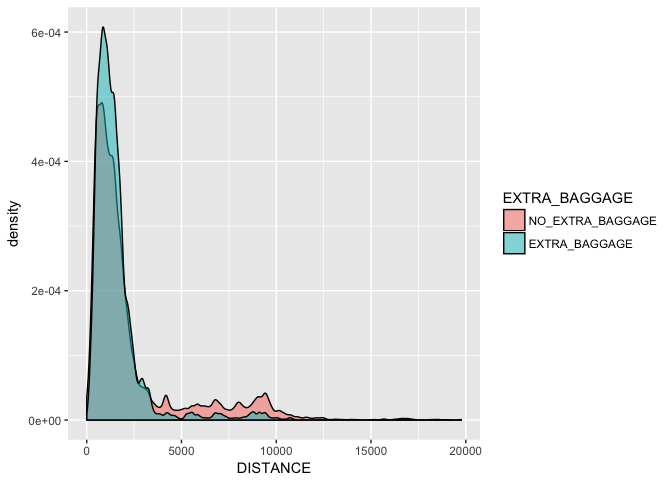 6e-04
4e-04
2e-04
0e+00
density
0
5000
10000
15000
20000
DISTANCE
EXTRA_BAGGAGE
NO_EXTRA_BAGGAGE
EXTRA_BAGGAGE